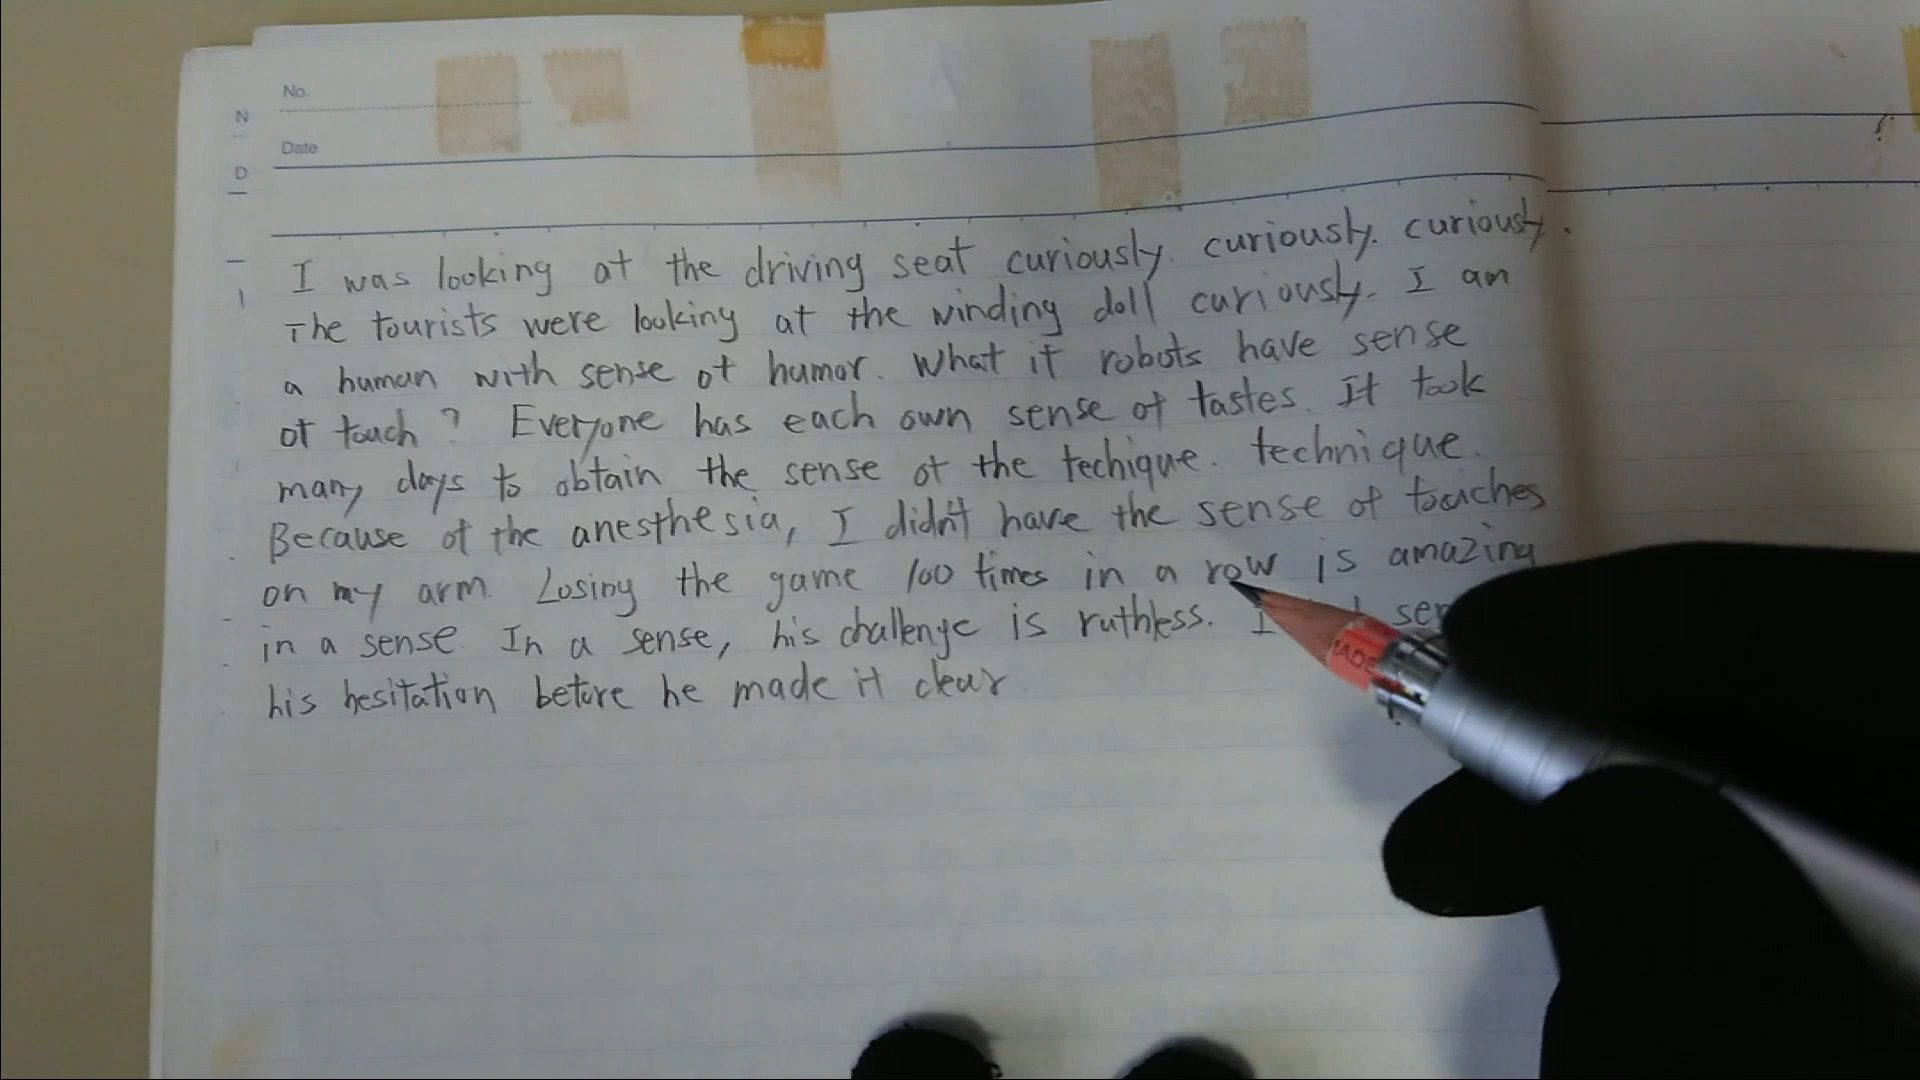 No.
N
Date
D
I was looking at the driving seat curiously. curiously. curiously.
The tourists were looking at the winding doll curiously. I am
a human with sense of humor. What if robots have sense
of touch? Everyone has each own sense of tastes. It took
many days to obtain the sense of the techique. technique.
Because of the anesthesia, I didn't have the sense of touches
on my arm. Losing the game 100 times in a row is amazing
in a sense. In a sense, his challenge is ruthless. I
his hesitation before he made it clear
MADE